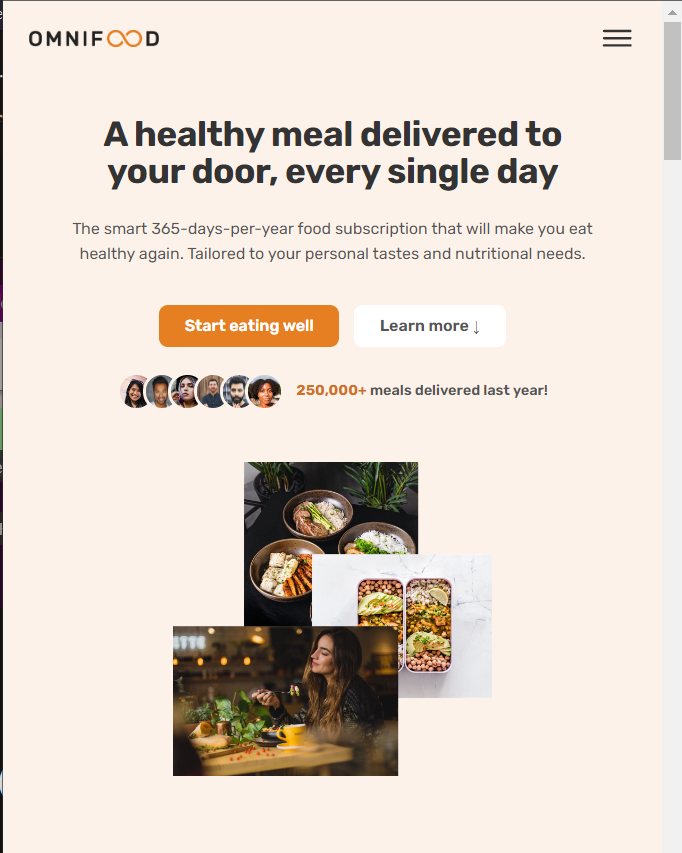 OMNIFOOD
A healthy meal delivered to
your door, every single day
The smart 365-days-per-year food subscription that will make you eat
healthy again. Tailored to your personal tastes and nutritional needs.
Start eating well
Learn more ↓
250,000+ meals delivered last year!